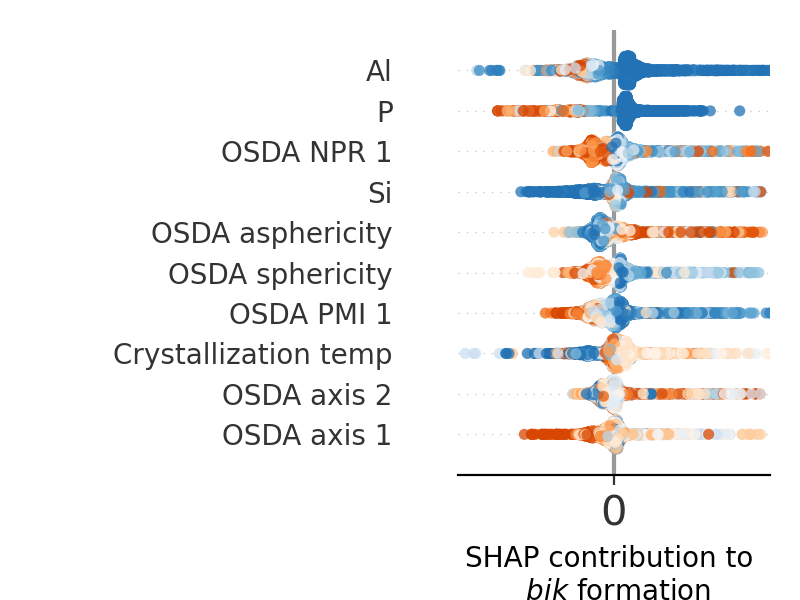 Al
P
OSDA NPR 1
Si
OSDA asphericity
OSDA sphericity
OSDA PMI 1
Crystallization temp
OSDA axis 2
OSDA axis 1
0
SHAP contribution to
bik formation